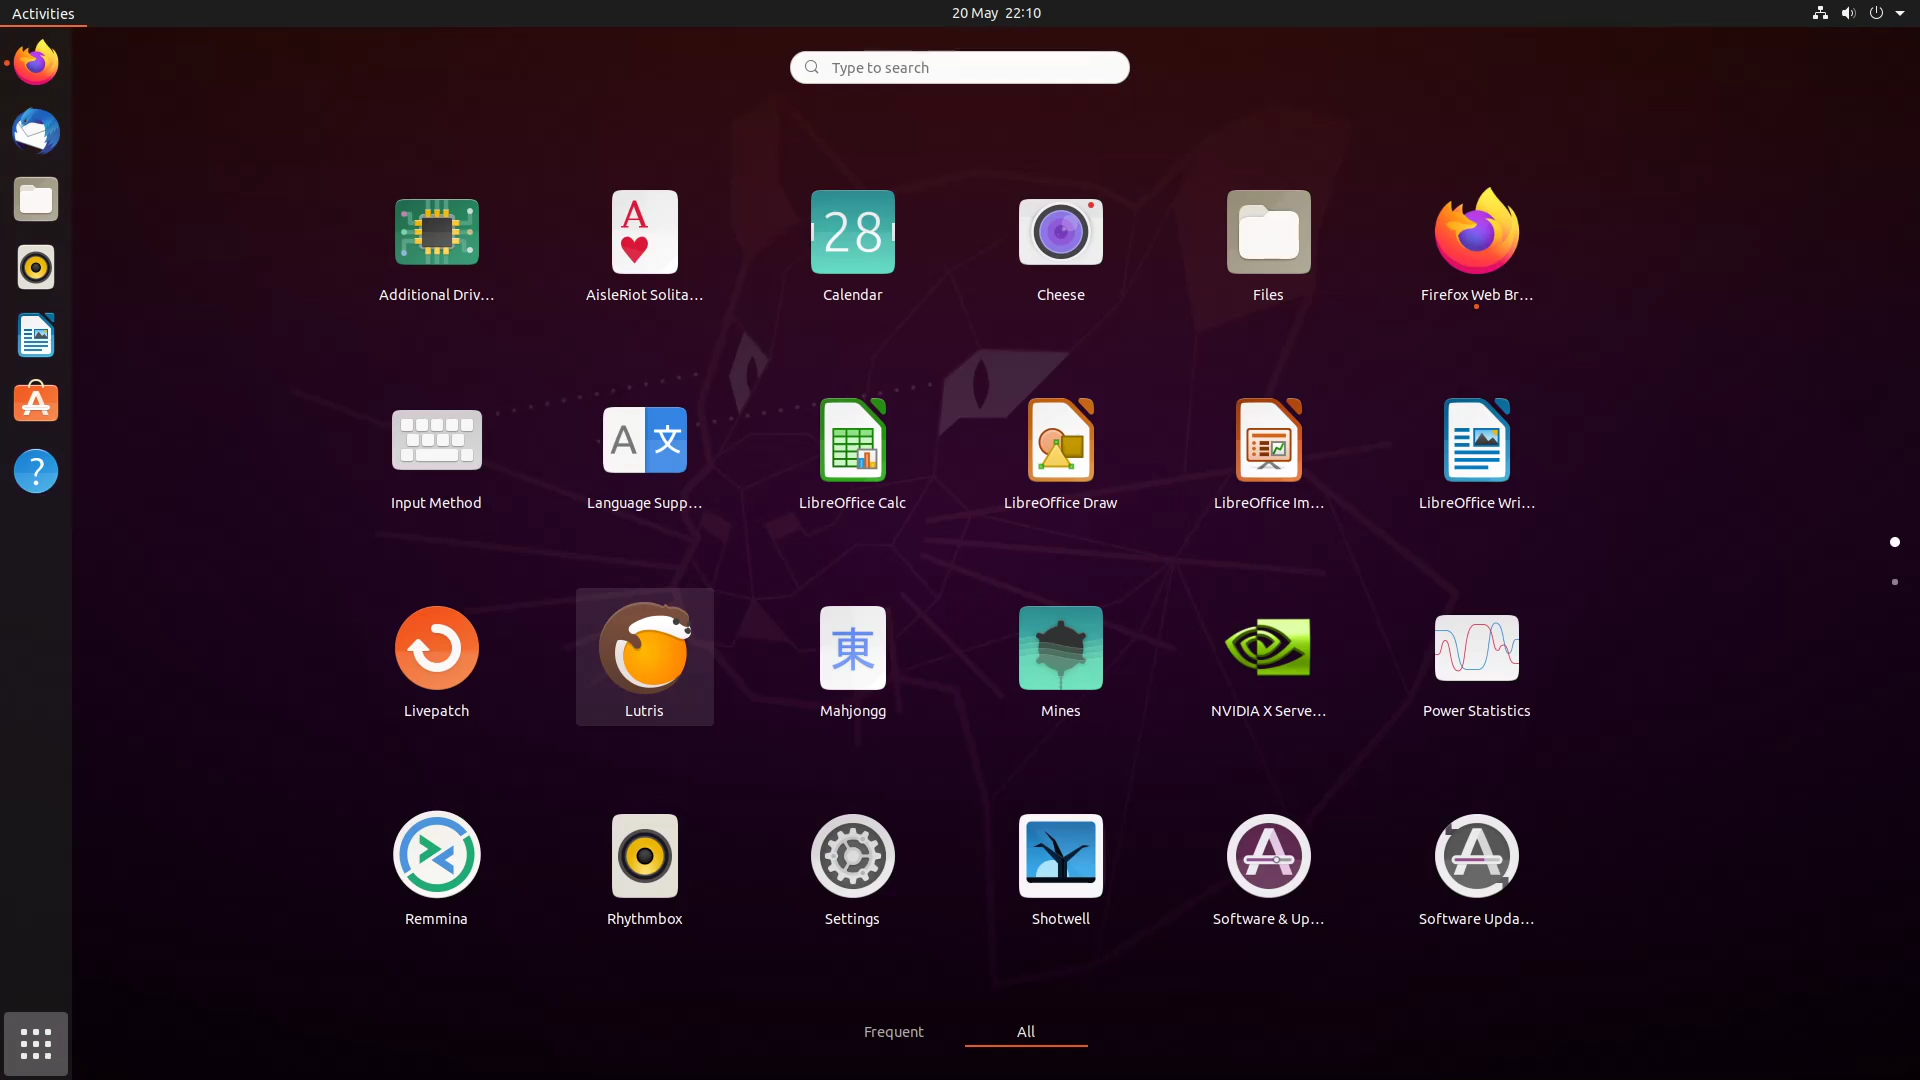 Activities
20 May 22:10
Type to search
Additional Driv...
AisleRiot Solita...
Calendar
Cheese
Files
Firefox Web Br...
28
A
Input Method
Language Supp...
LibreOffice Calc
LibreOffice Draw
LibreOffice Im...
LibreOffice Wri...
A 文
Livepatch
Lutris
Mahjongg
Mines
NVIDIA X Serve...
Power Statistics
東
Remmina
Rhythmbox
Settings
Shotwell
Software & Up...
Software Upda...
?
Frequent
All